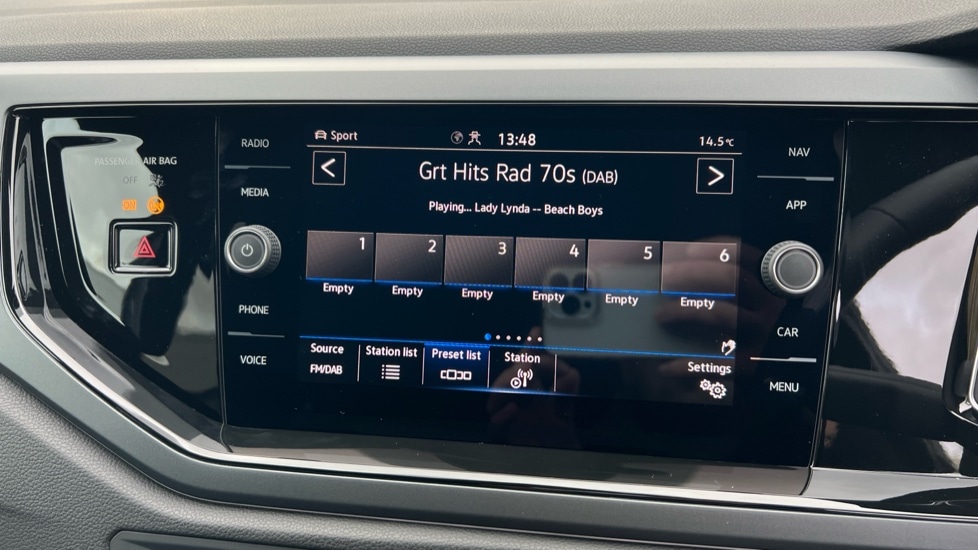 PASSENGER AIR BAG
OFF
ON
RADIO
MEDIA
PHONE
VOICE
Sport
13:48
14.5°C
<
Grt Hits Rad 70s (DAB)
>
Playing... Lady Lynda -- Beach Boys
1 2 3 4 5 6
Empty Empty Empty Empty Empty Empty
Source Station list Preset list Station Settings
FM/DAB
NAV
APP
CAR
MENU